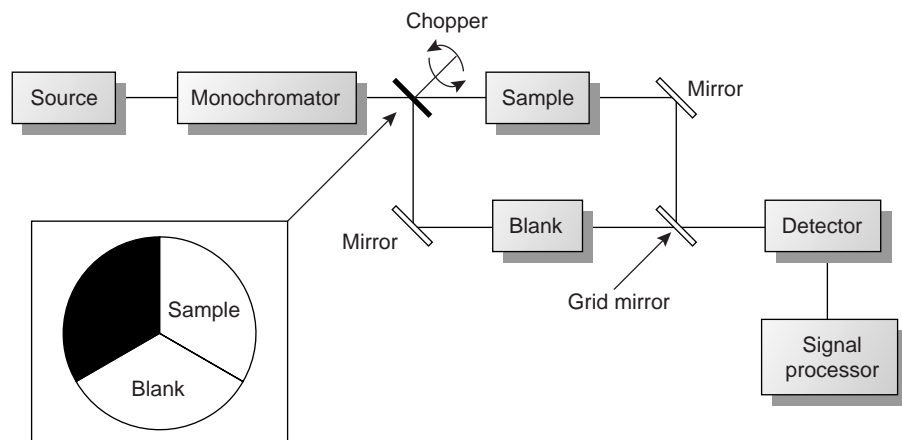 Chopper
Source
Monochromator
Sample
Mirror
Mirror
Blank
Detector
Grid mirror
Sample
Blank
Signal
processor